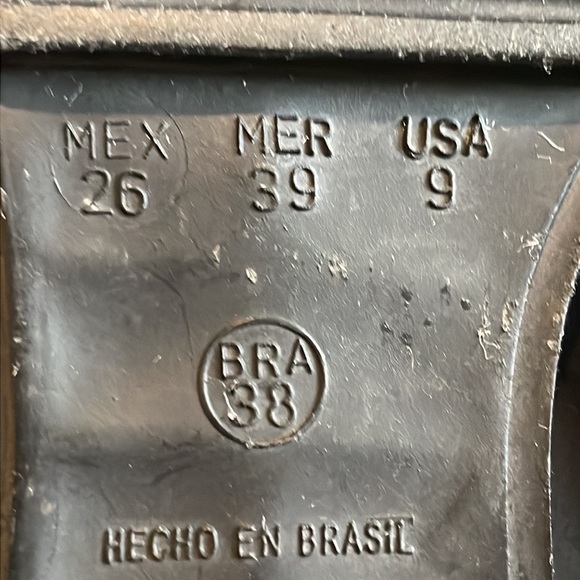 MEX MER USA
26 39 9
BRA
38
HECHO EN BRASIL